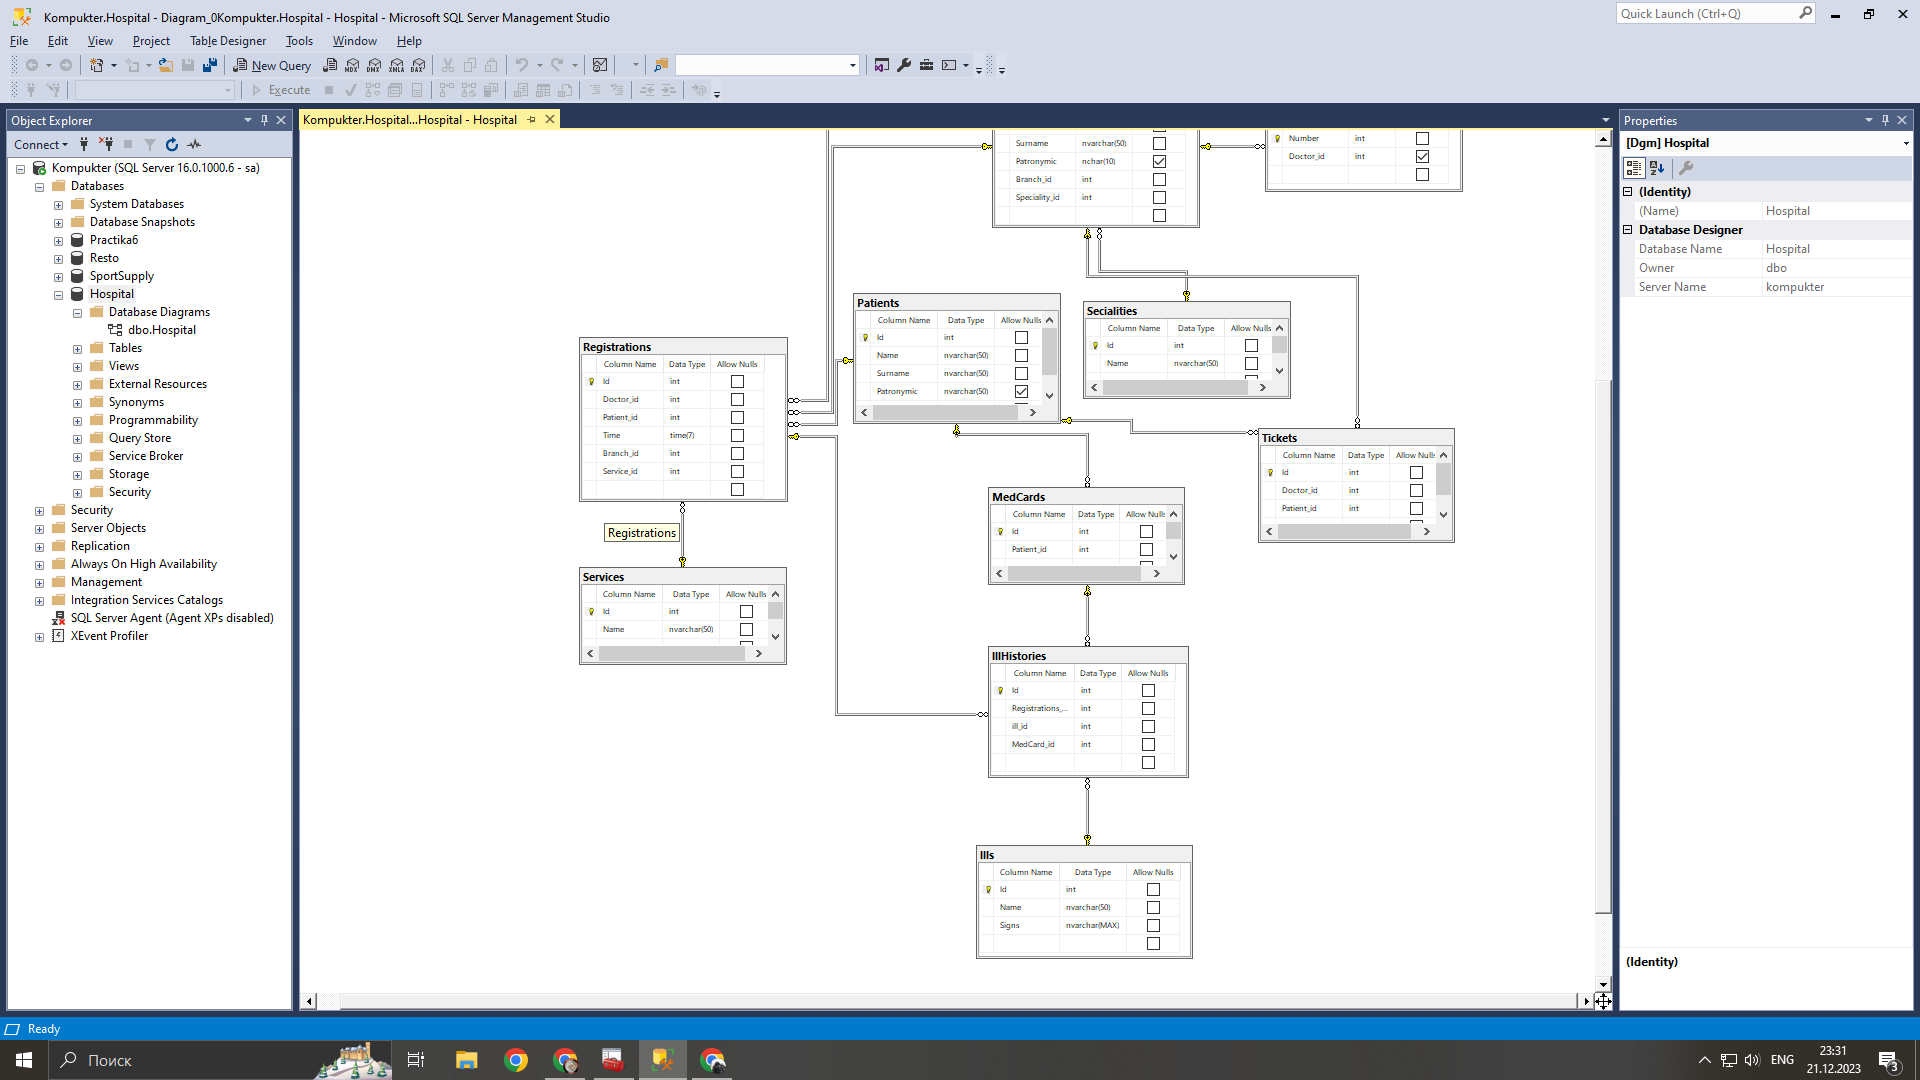 Kompukter.Hospital - Diagram_0Kompukter.Hospital - Hospital - Microsoft SQL Server Management Studio
Quick Launch (Ctrl+Q)
File Edit View Project Table Designer Tools Window Help
New Query
MDX DMX XMLA DAX
Execute
Object Explorer
Connect
Kompukter (SQL Server 16.0.1000.6 - sa)
Databases
System Databases
Database Snapshots
Practika6
Resto
SportSupply
Hospital
Database Diagrams
dbo.Hospital
Tables
Views
External Resources
Synonyms
Programmability
Query Store
Service Broker
Storage
Security
Security
Server Objects
Replication
Always On High Availability
Management
Integration Services Catalogs
SQL Server Agent (Agent XPs disabled)
XEvent Profiler
Kompukter.Hospital...Hospital - Hospital
Surname nvarchar(50)
Patronymic nchar(10)
Branch_id int
Speciality_id int
Number int
Doctor_id int
Patients
Column Name Data Type Allow Nulls
Id int
Name nvarchar(50)
Surname nvarchar(50)
Patronymic nvarchar(50)
Secialities
Column Name Data Type Allow Nulls
Id int
Name nvarchar(50)
Registrations
Column Name Data Type Allow Nulls
Id int
Doctor_id int
Patient_id int
Time time(7)
Branch_id int
Service_id int
Registrations
Tickets
Column Name Data Type Allow Nulls
Id int
Doctor_id int
Patient_id int
MedCards
Column Name Data Type Allow Nulls
Id int
Patient_id int
Services
Column Name Data Type Allow Nulls
Id int
Name nvarchar(50)
IllHistories
Column Name Data Type Allow Nulls
Id int
Registrations_... int
ill_id int
MedCard_id int
Ills
Column Name Data Type Allow Nulls
Id int
Name nvarchar(50)
Signs nvarchar(MAX)
Properties
[Dgm] Hospital
(Identity)
(Name) Hospital
Database Designer
Database Name Hospital
Owner dbo
Server Name kompukter
(Identity)
Ready
Поиск
ENG
23:31
21.12.2023
3